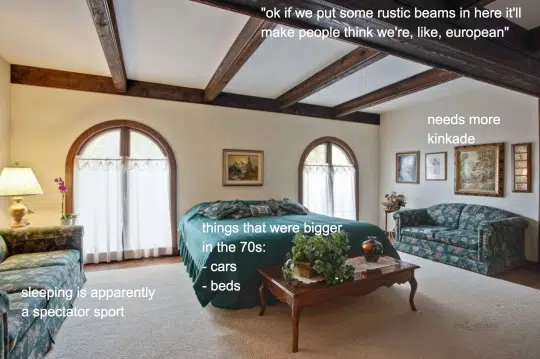 "ok if we put some rustic beams in here it'll
make people think we're, like, european"
needs more
kinkade
things that were bigger
in the 70s:
- cars
- beds
sleeping is apparently
a spectator sport